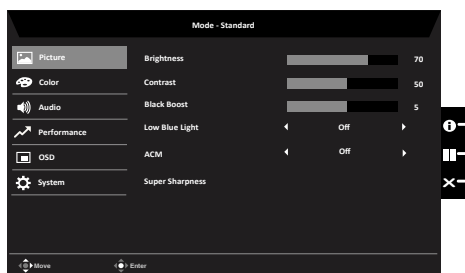 Mode - Standard
Picture
Brightness 70
Color
Contrast 50
Audio
Black Boost 5
Performance
Low Blue Light Off
OSD
ACM Off
System
Super Sharpness
Move Enter